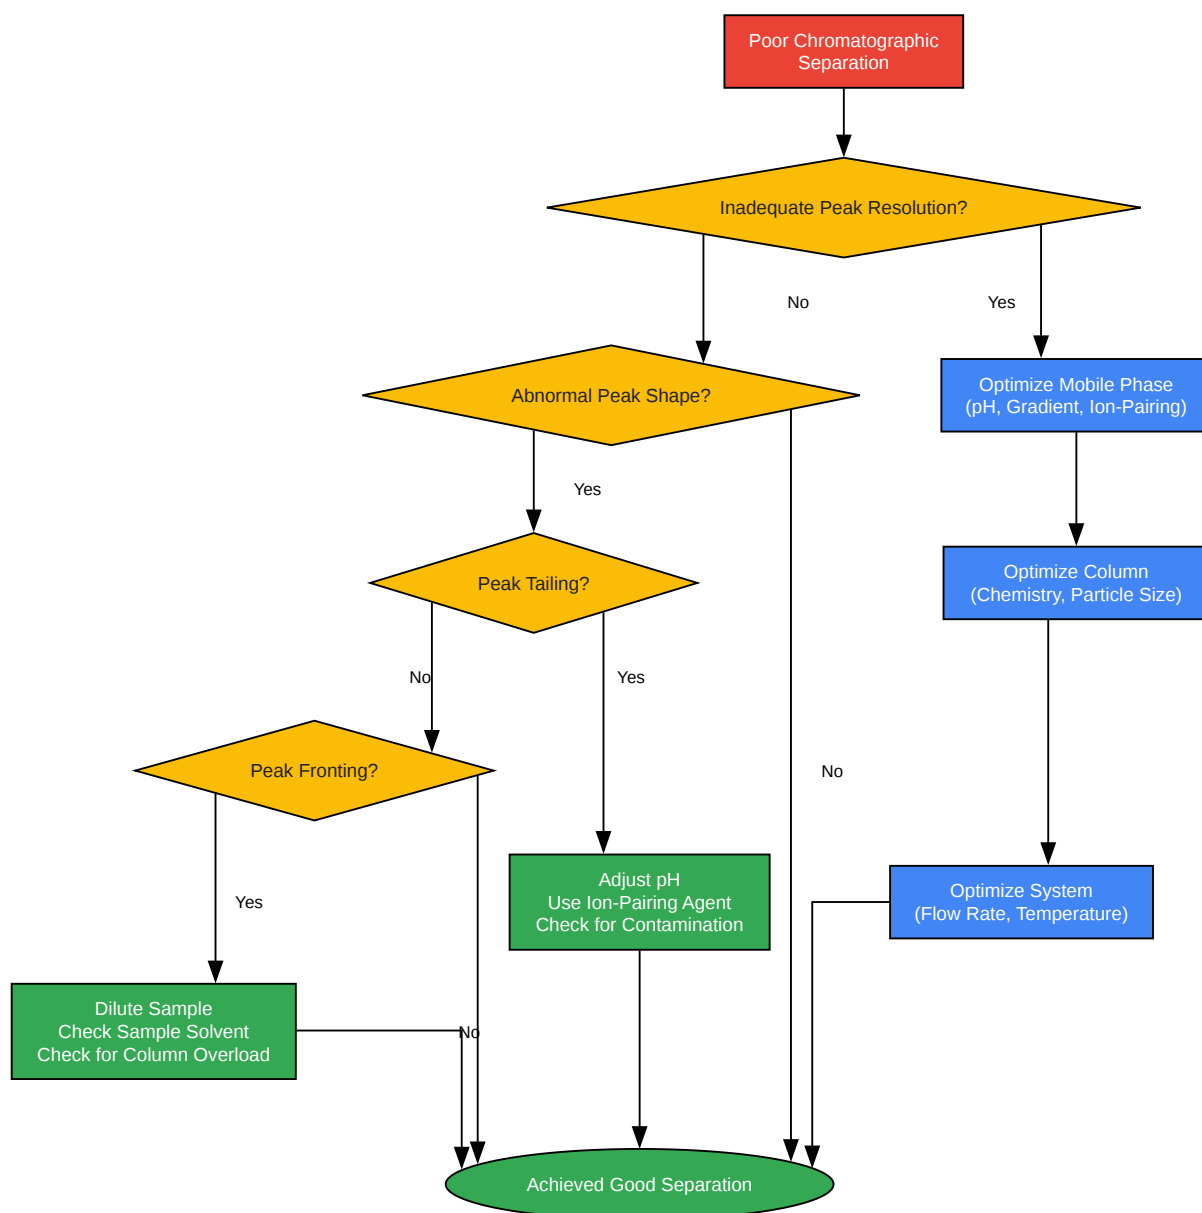 Poor Chromatographic
Separation
Inadequate Peak Resolution?
No
Yes
Abnormal Peak Shape?
Optimize Mobile Phase
(pH, Gradient, Ion-Pairing)
Yes
Peak Tailing?
Optimize Column
(Chemistry, Particle Size)
No
Yes
Peak Fronting?
No
Adjust pH
Use Ion-Pairing Agent
Check for Contamination
Optimize System
(Flow Rate, Temperature)
Yes
Dilute Sample
Check Sample Solvent
Check for Column Overload
No
Achieved Good Separation